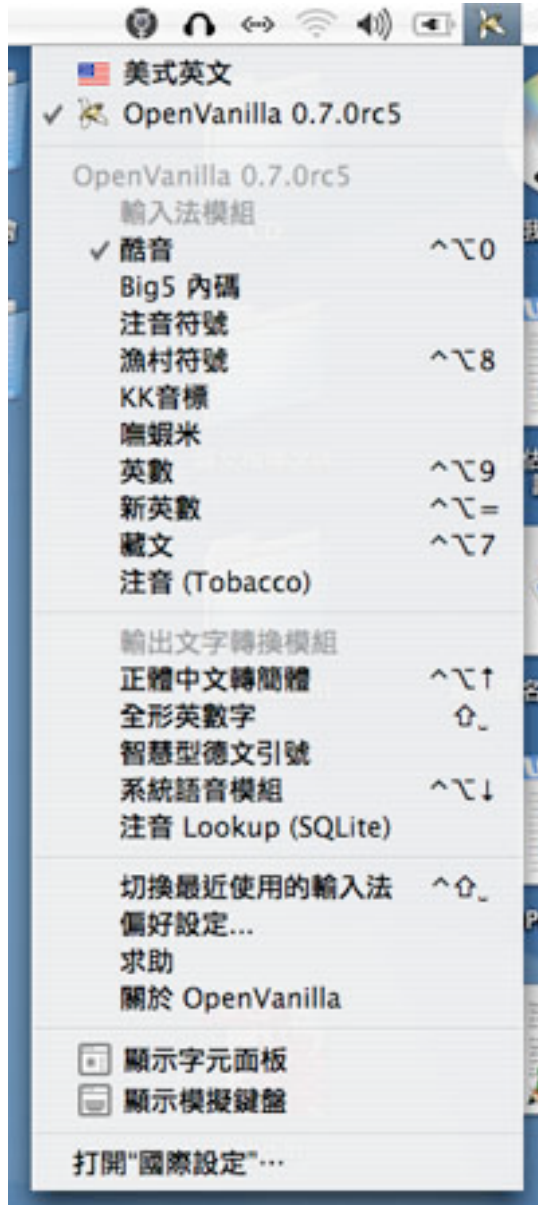 美式英文
✓ OpenVanilla 0.7.0rc5
OpenVanilla 0.7.0rc5
輸入法模組
✓ 酷音 ^⌥0
Big5 內碼
注音符號
漁村符號 ^⌥8
KK音標
嘸蝦米
英數 ^⌥9
新英數 ^⌥=
藏文 ^⌥7
注音 (Tobacco)
輸出文字轉換模組
正體中文轉簡體 ^⌥↑
全形英數字 ⇧˽
智慧型德文引號
系統語音模組 ^⌥↓
注音 Lookup (SQLite)
切換最近使用的輸入法 ^⇧˽
偏好設定...
求助
關於 OpenVanilla
顯示字元面板
顯示模擬鍵盤
打開“國際設定”…